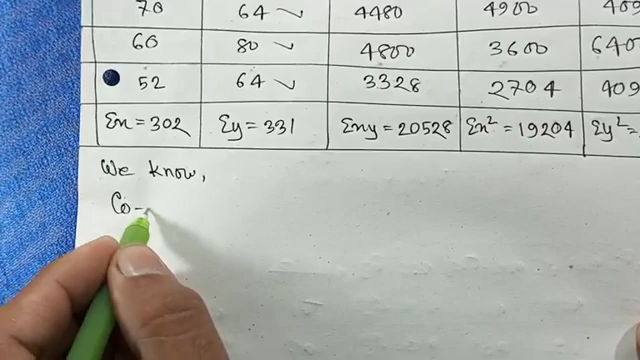 70 64 4480 4900 409
60 80 4800 3600 640
52 64 3328 2704 409
Σx = 302 Σy = 331 Σxy = 20528 Σx² = 19204 Σy² =
We know,
Co-